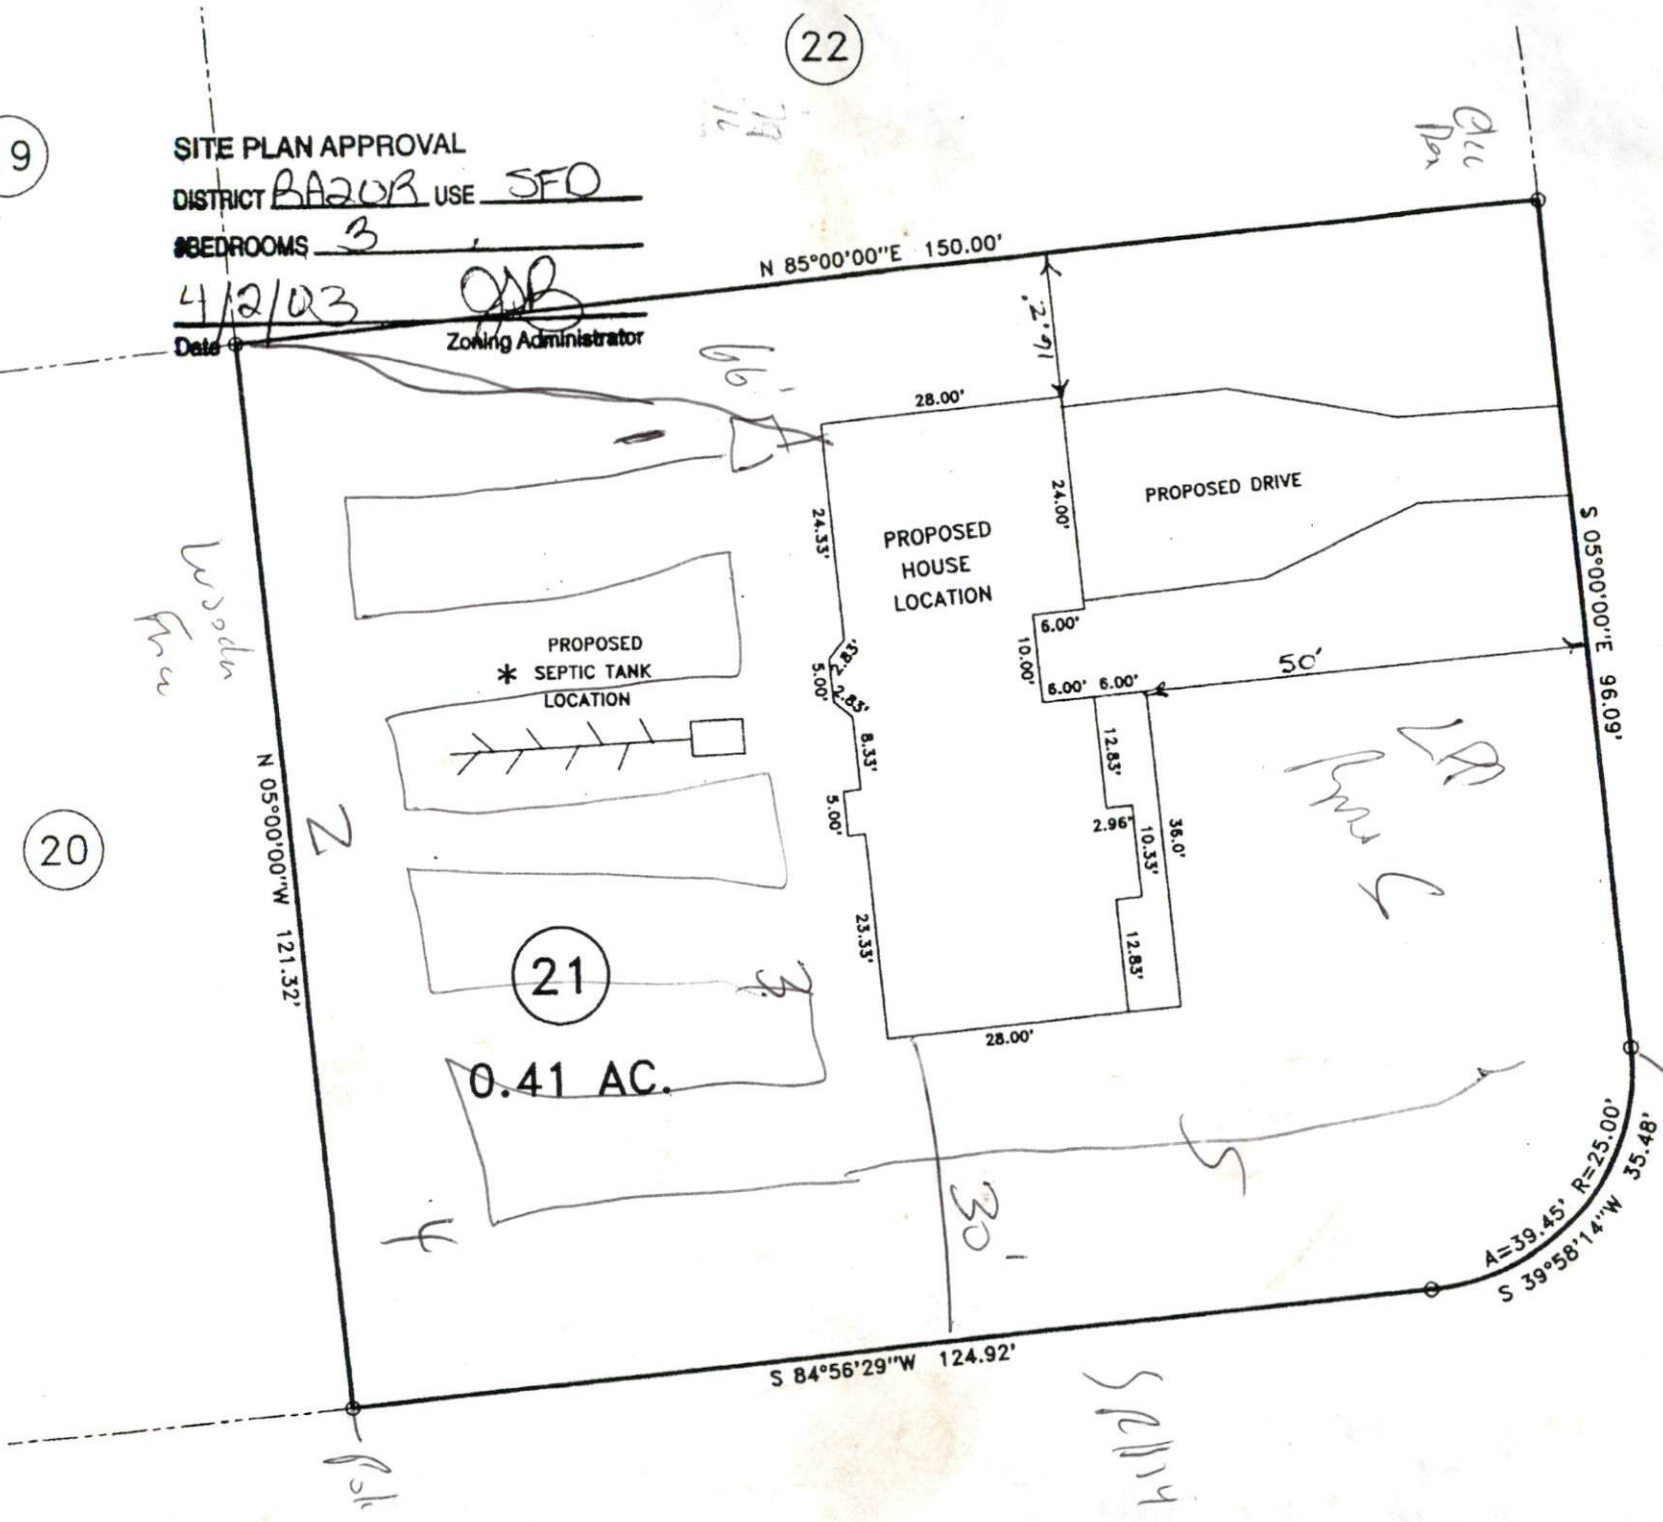 22
9
SITE PLAN APPROVAL
DISTRICT RA20R USE SFD
#BEDROOMS 3
4/2/03
Date
Zoning Administrator
N 85°00'00"E 150.00'
16.2'
66'
28.00'
24.33'
24.00'
PROPOSED DRIVE
PROPOSED
HOUSE
LOCATION
S 05°00'00"E 96.09'
PROPOSED
* SEPTIC TANK
LOCATION
2.83'
5.00'
2.83'
6.00'
10.00'
6.00' 6.00'
50'
8.33'
12.83'
5.00'
2.96'
10.33'
36.0'
N 05°00'00"W 121.32'
2
20
23.33'
12.83'
21
3
0.41 AC.
28.00'
5
30'
4
A=39.45' R=25.00'
S 39°58'14"W 35.48'
S 84°56'29"W 124.92'